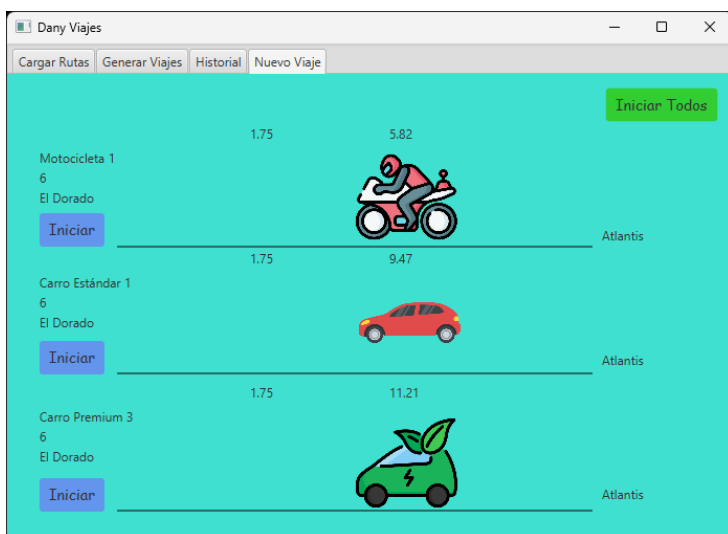 Dany Viajes
Cargar Rutas Generar Viajes Historial Nuevo Viaje
Iniciar Todos
1.75 5.82
Motocicleta 1
6
El Dorado
Iniciar
Atlantis
1.75 9.47
Carro Estándar 1
6
El Dorado
Iniciar
Atlantis
1.75 11.21
Carro Premium 3
6
El Dorado
Iniciar
Atlantis